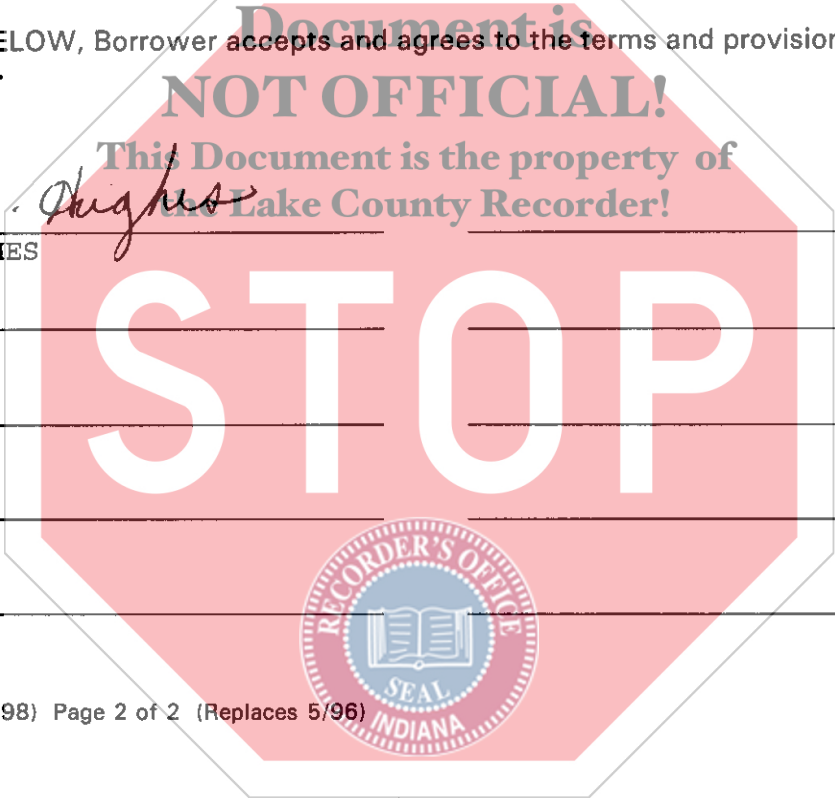 Document is
ELOW, Borrower accepts and agrees to the terms and provision
NOT OFFICIAL!
This Document is the property of
the Lake County Recorder!
. Hughes
IES
STOP
RECORDER'S OFFICE
SEAL
INDIANA
98) Page 2 of 2 (Replaces 5/96)